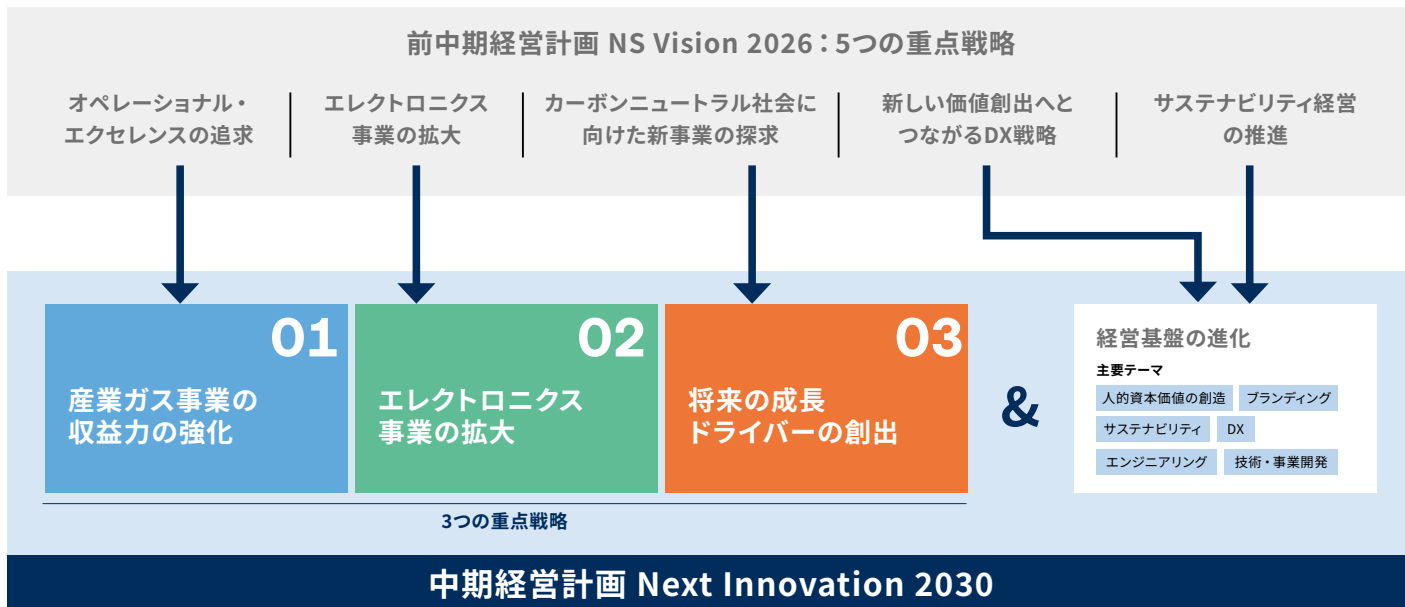 前中期経営計画 NS Vision 2026：5つの重点戦略
オペレーショナル・
エクセレンスの追求
エレクトロニクス
事業の拡大
カーボンニュートラル社会に
向けた新事業の探求
新しい価値創出へと
つながるDX戦略
サステナビリティ経営
の推進
01
産業ガス事業の
収益力の強化
02
エレクトロニクス
事業の拡大
03
将来の成長
ドライバーの創出
&
経営基盤の進化
主要テーマ
人的資本価値の創造 ブランディング
サステナビリティ DX
エンジニアリング 技術・事業開発
3つの重点戦略
中期経営計画 Next Innovation 2030